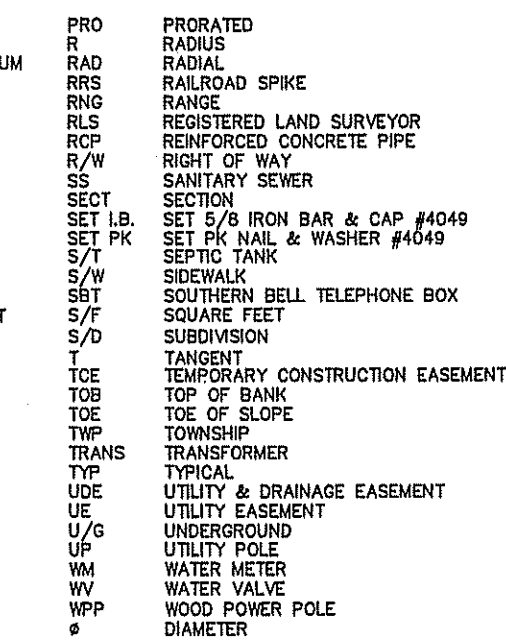 PRO PRORATED
R RADIUS
UM RAD RADIAL
RRS RAILROAD SPIKE
RNG RANGE
RLS REGISTERED LAND SURVEYOR
RCP REINFORCED CONCRETE PIPE
R/W RIGHT OF WAY
SS SANITARY SEWER
SECT SECTION
SET I.B. SET 5/8 IRON BAR & CAP #4049
SET PK SET PK NAIL & WASHER #4049
S/T SEPTIC TANK
S/W SIDEWALK
SBT SOUTHERN BELL TELEPHONE BOX
T S/F SQUARE FEET
S/D SUBDIVISION
T TANGENT
TCE TEMPORARY CONSTRUCTION EASEMENT
TOB TOP OF BANK
TOE TOE OF SLOPE
TWP TOWNSHIP
TRANS TRANSFORMER
TYP TYPICAL
UDE UTILITY & DRAINAGE EASEMENT
UE UTILITY EASEMENT
U/G UNDERGROUND
UP UTILITY POLE
WM WATER METER
WV WATER VALVE
WPP WOOD POWER POLE
ø DIAMETER